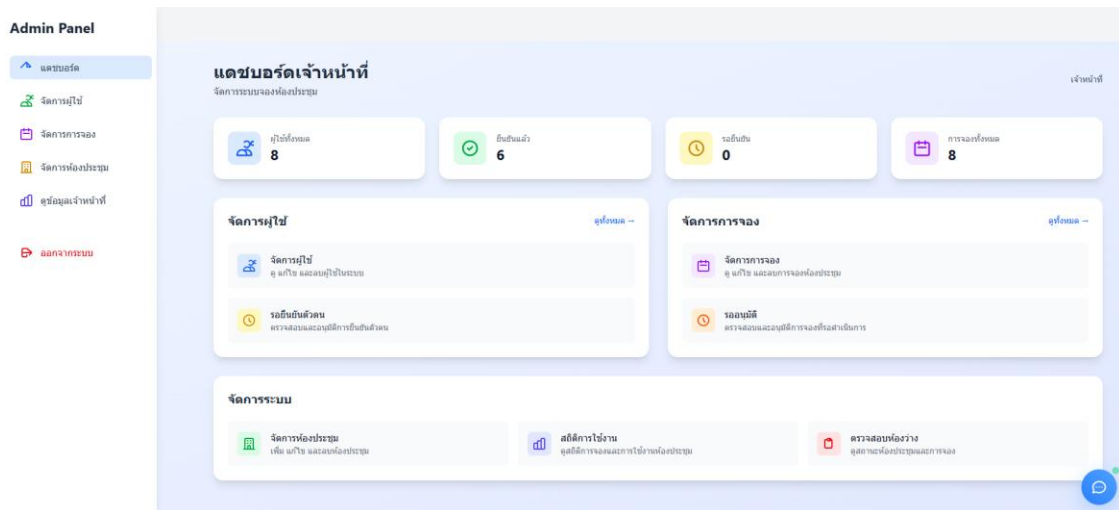 Admin Panel
แดชบอร์ด
จัดการผู้ใช้
จัดการการจอง
จัดการห้องประชุม
ดูข้อมูลเจ้าหน้าที่
ออกจากระบบ
แดชบอร์ดเจ้าหน้าที่
จัดการระบบจองห้องประชุม
เจ้าหน้าที่
ผู้ใช้ทั้งหมด
8
ยืนยันแล้ว
6
รอยืนยัน
0
การจองทั้งหมด
8
จัดการผู้ใช้
ดูทั้งหมด →
จัดการผู้ใช้
ดู แก้ไข และลบผู้ใช้ในระบบ
รอยืนยันตัวตน
ตรวจสอบและอนุมัติการยืนยันตัวตน
จัดการการจอง
ดูทั้งหมด →
จัดการการจอง
ดู แก้ไข และลบการจองห้องประชุม
รออนุมัติ
ตรวจสอบและอนุมัติการจองที่รอดำเนินการ
จัดการระบบ
จัดการห้องประชุม
เพิ่ม แก้ไข และลบห้องประชุม
สถิติการใช้งาน
ดูสถิติการจองและการใช้งานห้องประชุม
ตรวจสอบห้องว่าง
ดูสถานะห้องประชุมและการจอง